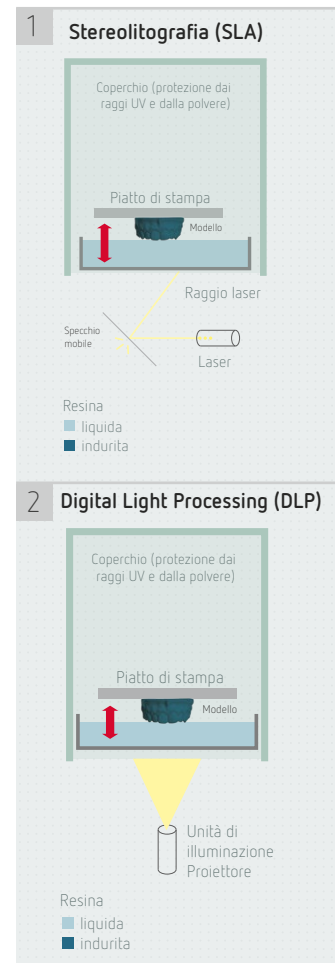 1
Stereolitografia (SLA)
Coperchio (protezione dai
raggi UV e dalla polvere)
Piatto di stampa
Modello
Raggio laser
Specchio
mobile
Laser
Resina
liquida
indurita
2
Digital Light Processing (DLP)
Coperchio (protezione dai
raggi UV e dalla polvere)
Piatto di stampa
Modello
Unità di
illuminazione
Proiettore
Resina
liquida
indurita